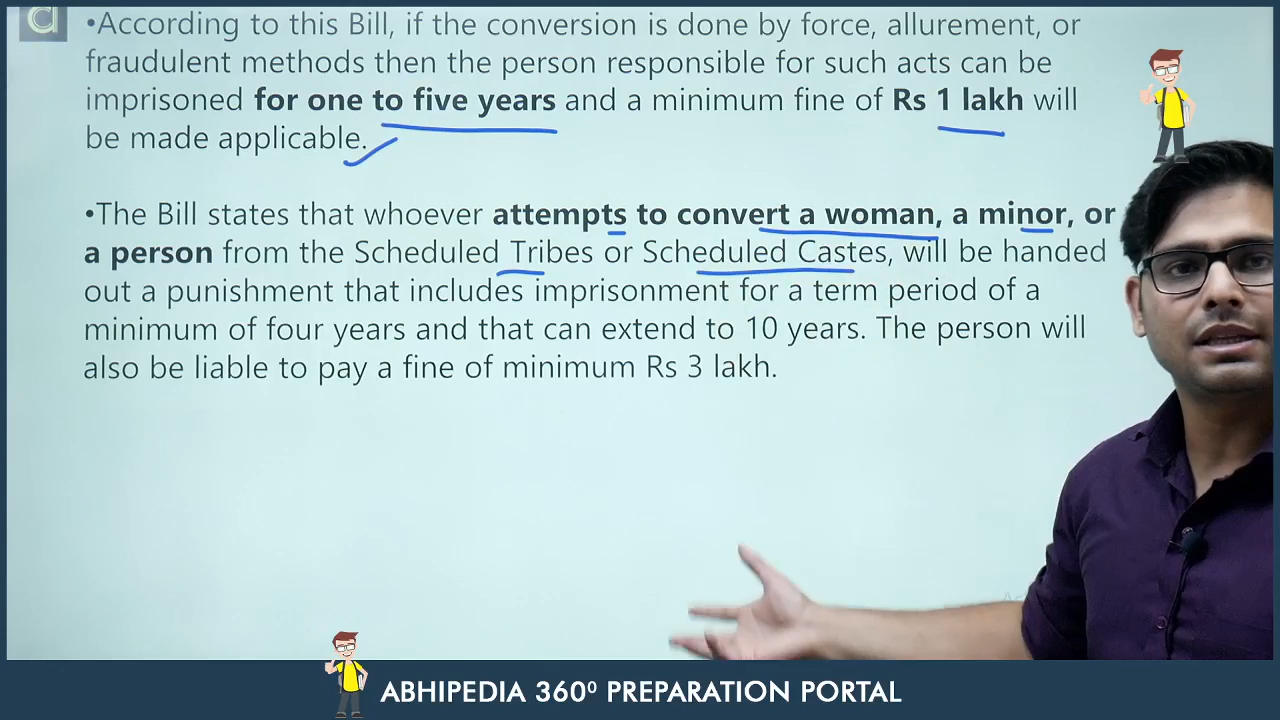 •According to this Bill, if the conversion is done by force, allurement, or
fraudulent methods then the person responsible for such acts can be
imprisoned for one to five years and a minimum fine of Rs 1 lakh will
be made applicable.
•The Bill states that whoever attempts to convert a woman, a minor, or
a person from the Scheduled Tribes or Scheduled Castes, will be handed
out a punishment that includes imprisonment for a term period of a
minimum of four years and that can extend to 10 years. The person will
also be liable to pay a fine of minimum Rs 3 lakh.
ABHIPEDIA 360⁰ PREPARATION PORTAL